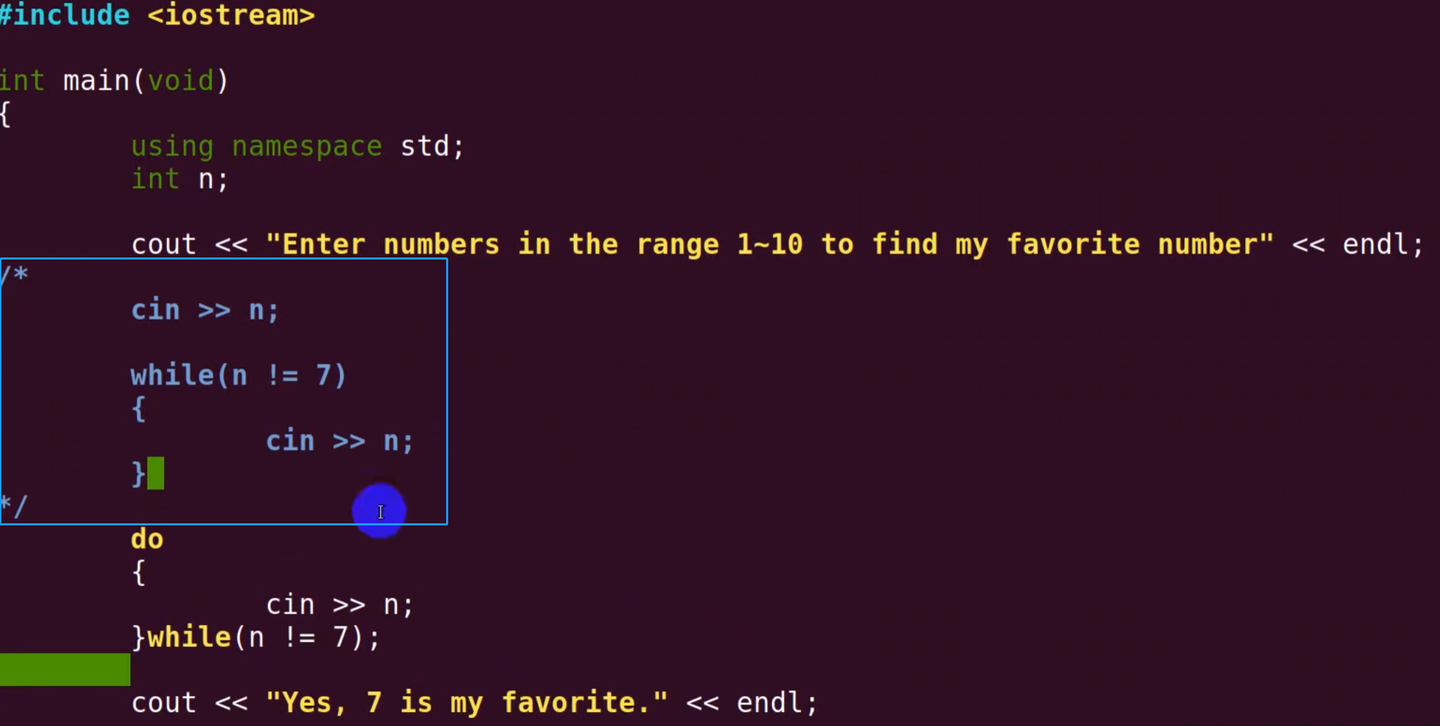 #include <iostream>
int main(void)
{
using namespace std;
int n;
cout << "Enter numbers in the range 1~10 to find my favorite number" << endl;
/*
cin >> n;
while(n != 7)
{
cin >> n;
}
*/
do
{
cin >> n;
}while(n != 7);
cout << "Yes, 7 is my favorite." << endl;